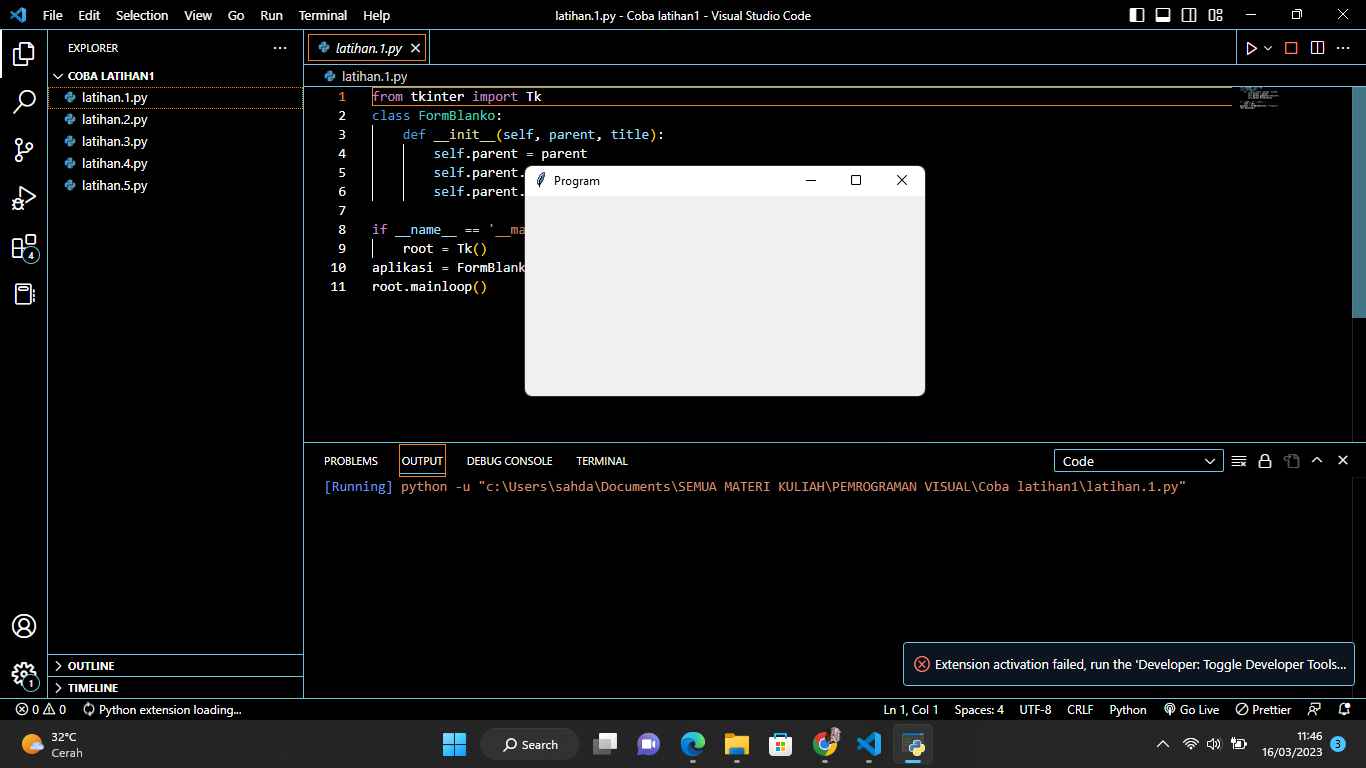 File Edit Selection View Go Run Terminal Help
latihan.1.py - Coba latihan1 - Visual Studio Code
EXPLORER
COBA LATIHAN1
latihan.1.py
latihan.2.py
latihan.3.py
latihan.4.py
latihan.5.py
4
OUTLINE
1
TIMELINE
latihan.1.py
latihan.1.py
1 from tkinter import Tk
2 class FormBlanko:
3 def __init__(self, parent, title):
4 self.parent = parent
5 self.parent.
6 self.parent.
7
8 if __name__ == '__ma
9 root = Tk()
10 aplikasi = FormBlank
11 root.mainloop()
Program
PROBLEMS OUTPUT DEBUG CONSOLE TERMINAL
Code
[Running] python -u "c:\Users\sahda\Documents\SEMUA MATERI KULIAH\PEMROGRAMAN VISUAL\Coba latihan1\latihan.1.py"
Extension activation failed, run the 'Developer: Toggle Developer Tools...
0 0 Python extension loading...
Ln 1, Col 1 Spaces: 4 UTF-8 CRLF Python Go Live Prettier
32°C
Cerah
Search
11:46
16/03/2023
3